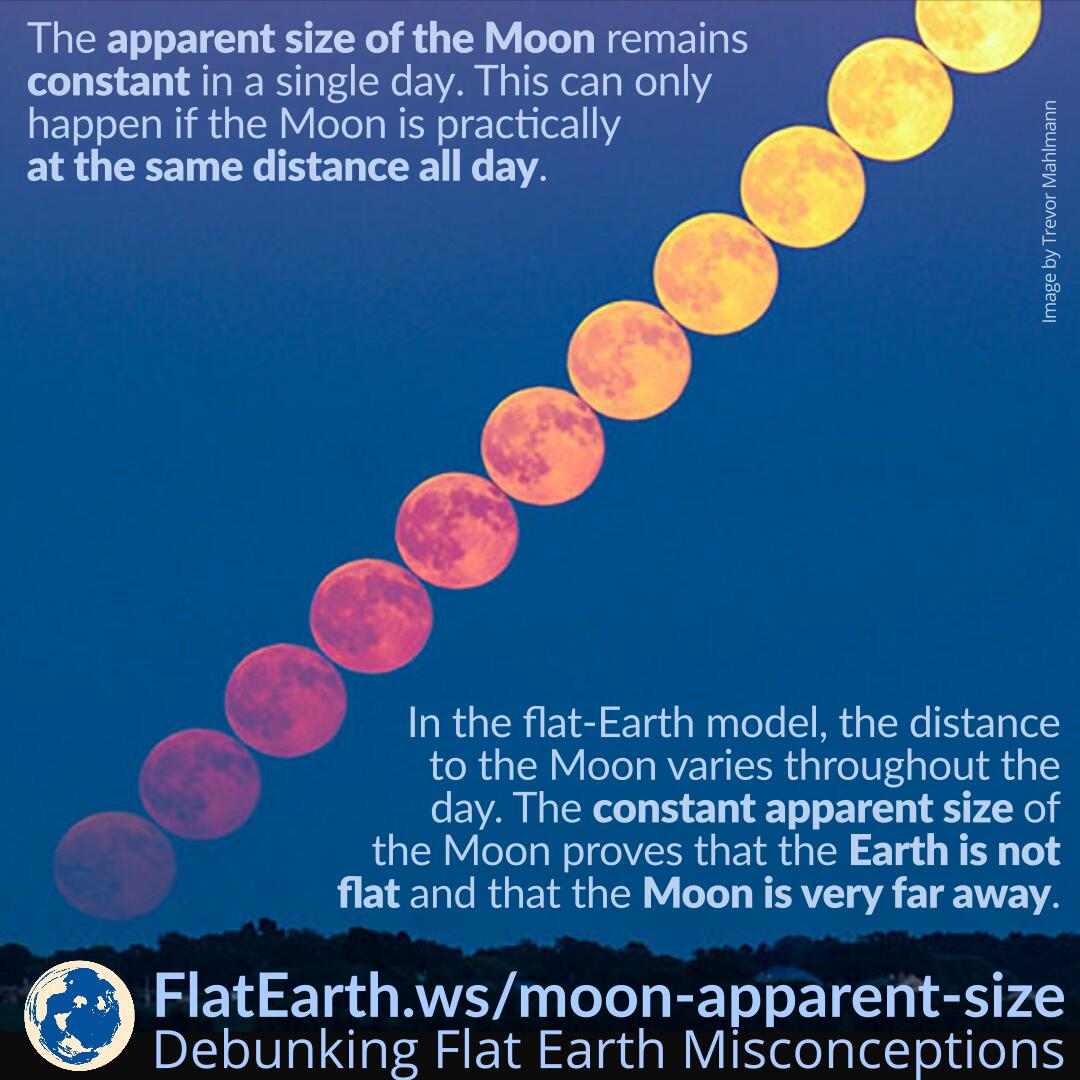 The apparent size of the Moon remains
constant in a single day. This can only
happen if the Moon is practically
at the same distance all day.
Image by Trevor Mahlmann
In the flat-Earth model, the distance
to the Moon varies throughout the
day. The constant apparent size of
the Moon proves that the Earth is not
flat and that the Moon is very far away.
FlatEarth.ws/moon-apparent-size
Debunking Flat Earth Misconceptions